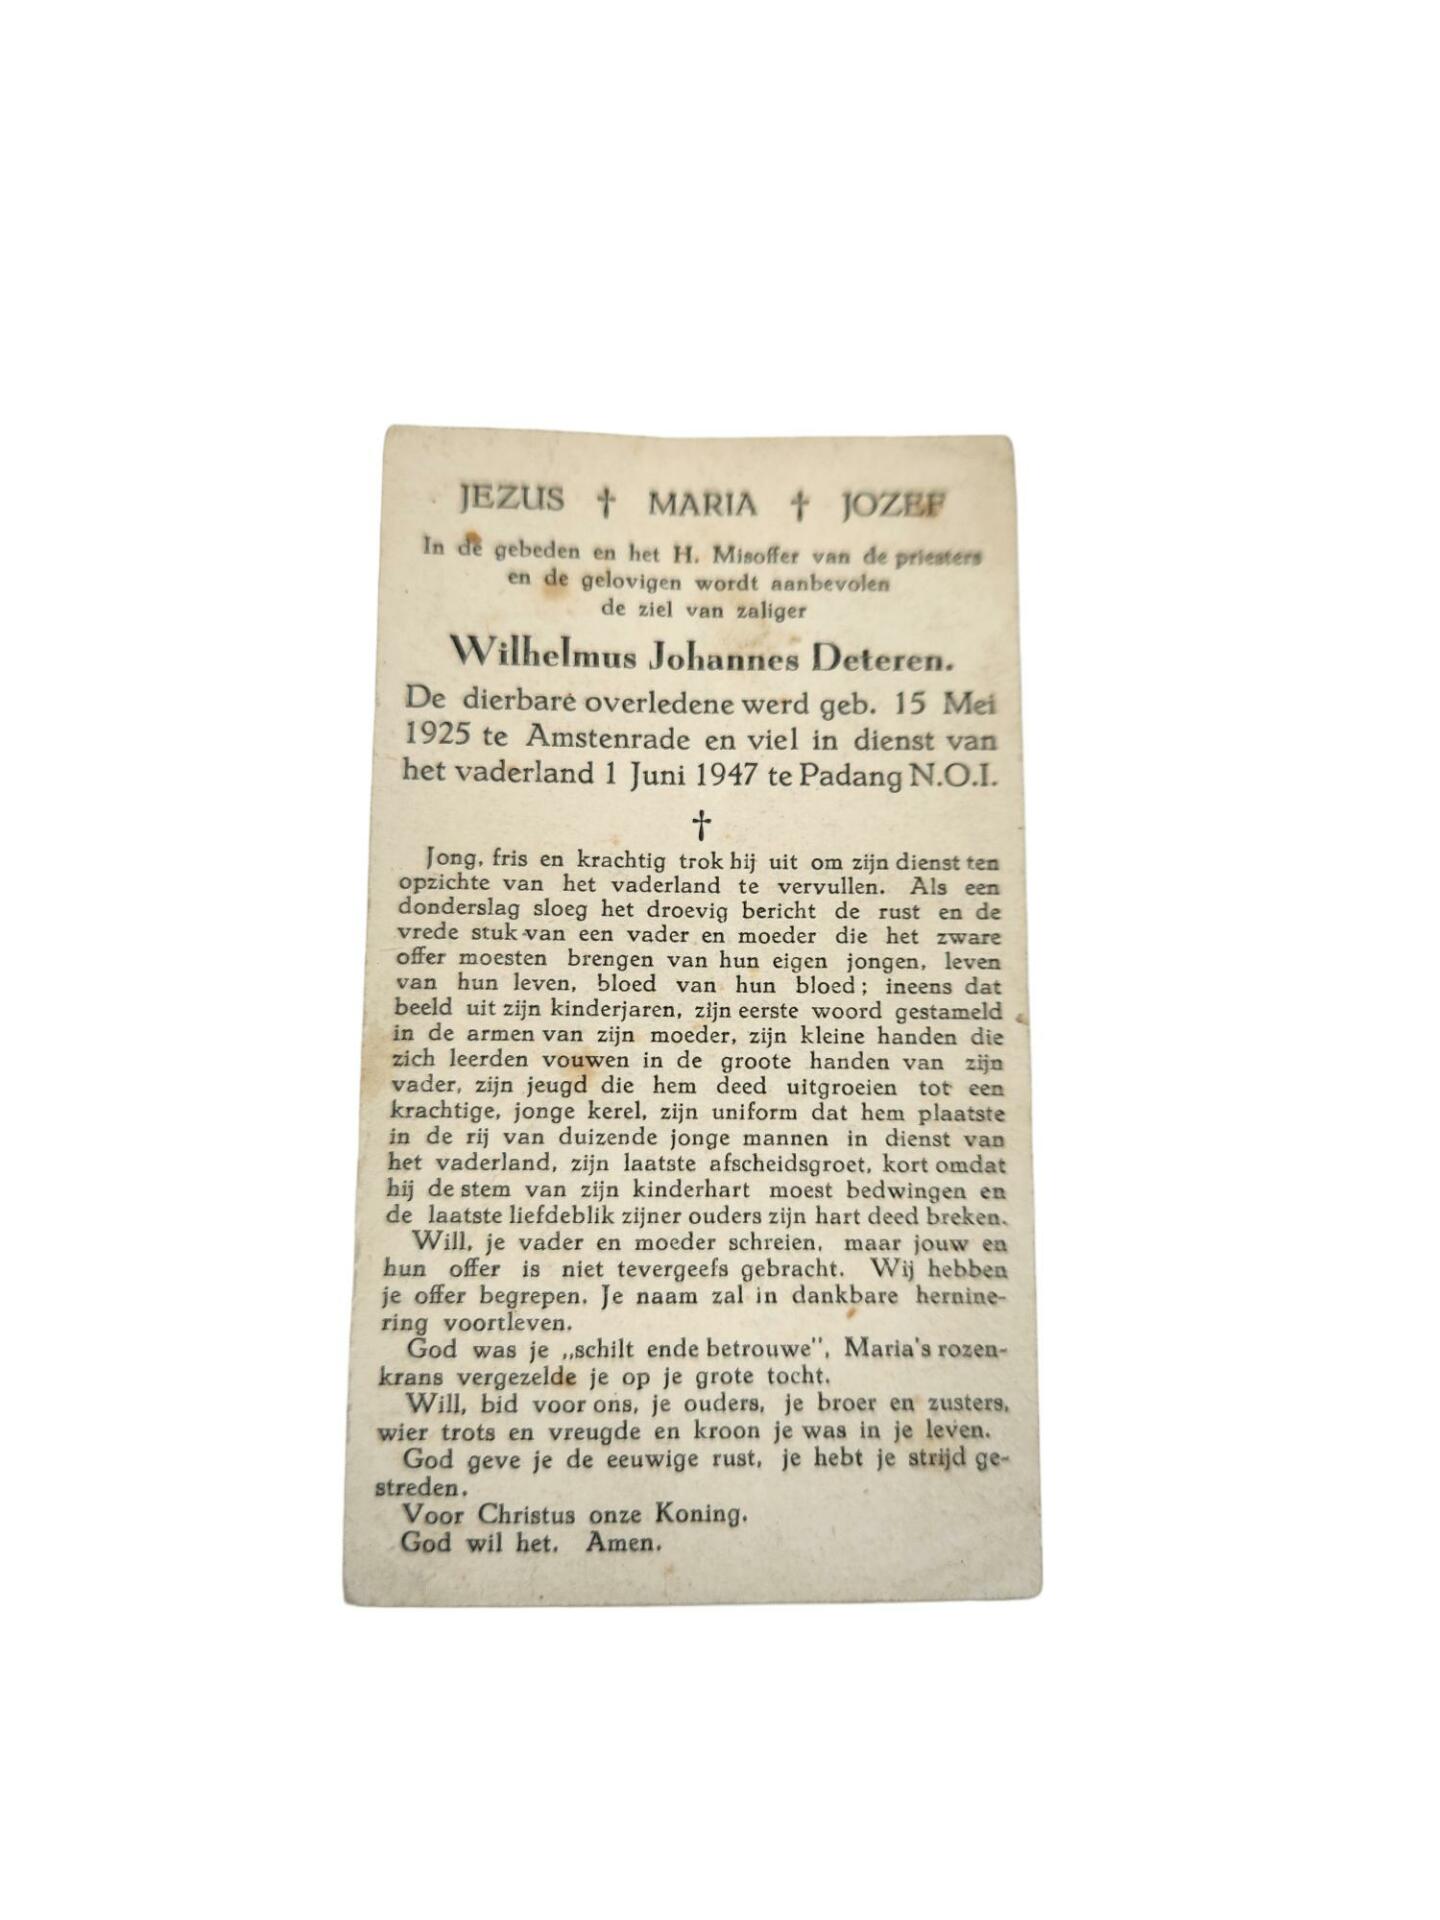 JEZUS † MARIA † JOZEF
In de gebeden en het H. Misoffer van de priesters
en de gelovigen wordt aanbevolen
de ziel van zaliger
Wilhelmus Johannes Deteren.
De dierbare overledene werd geb. 15 Mei
1925 te Amstenrade en viel in dienst van
het vaderland 1 Juni 1947 te Padang N.O.I.
†
Jong, fris en krachtig trok hij uit om zijn dienst ten
opzichte van het vaderland te vervullen. Als een
donderslag sloeg het droevig bericht de rust en de
vrede stuk van een vader en moeder die het zware
offer moesten brengen van hun eigen jongen, leven
van hun leven, bloed van hun bloed; ineens dat
beeld uit zijn kinderjaren, zijn eerste woord gestameld
in de armen van zijn moeder, zijn kleine handen die
zich leerden vouwen in de groote handen van zijn
vader, zijn jeugd die hem deed uitgroeien tot een
krachtige, jonge kerel, zijn uniform dat hem plaatste
in de rij van duizende jonge mannen in dienst van
het vaderland, zijn laatste afscheidsgroet, kort omdat
hij de stem van zijn kinderhart moest bedwingen en
de laatste liefdeblik zijner ouders zijn hart deed breken.
Will, je vader en moeder schreien, maar jouw en
hun offer is niet tevergeefs gebracht. Wij hebben
je offer begrepen. Je naam zal in dankbare hernine-
ring voortleven.
God was je „schilt ende betrouwe", Maria's rozen-
krans vergezelde je op je grote tocht.
Will, bid voor ons, je ouders, je broer en zusters,
wier trots en vreugde en kroon je was in je leven.
God geve je de eeuwige rust, je hebt je strijd ge-
streden.
Voor Christus onze Koning.
God wil het. Amen.